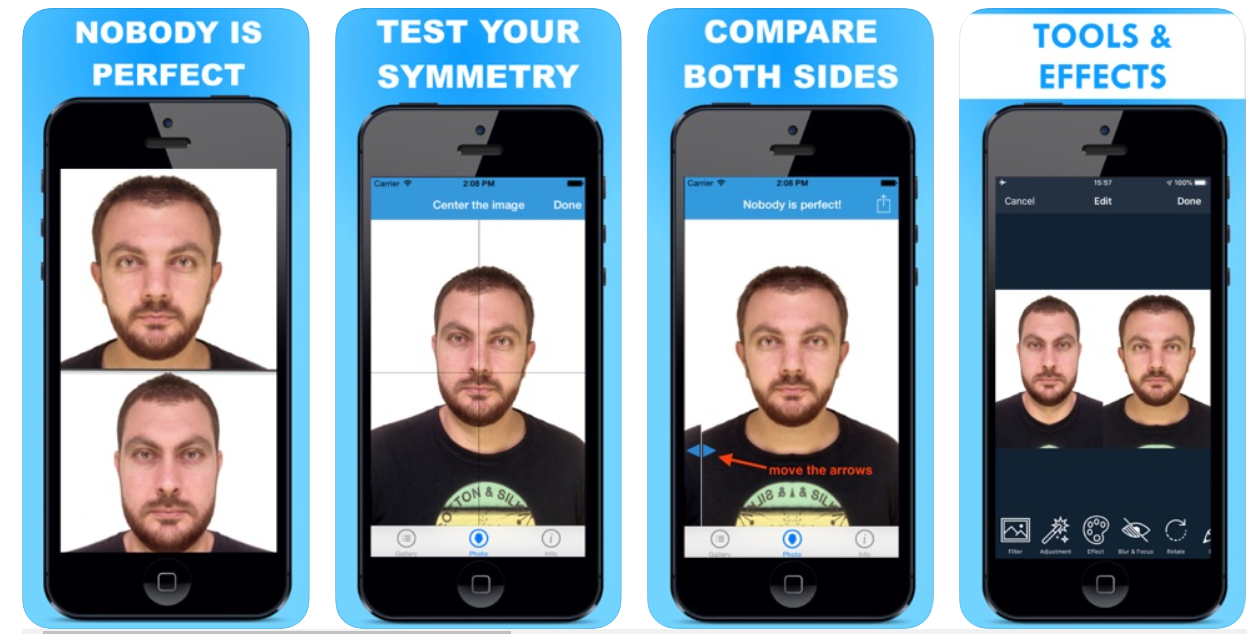 NOBODY IS
PERFECT
TEST YOUR
SYMMETRY
Carrier 2:08 PM
Center the image Done
TON & SIL
Gallery Photo Info
COMPARE
BOTH SIDES
Carrier 2:08 PM
Nobody is perfect!
move the arrows
Gallery Photo Info
TOOLS &
EFFECTS
15:57 100%
Cancel Edit Done
Filter Adjustment Effect Blur & Focus Rotate